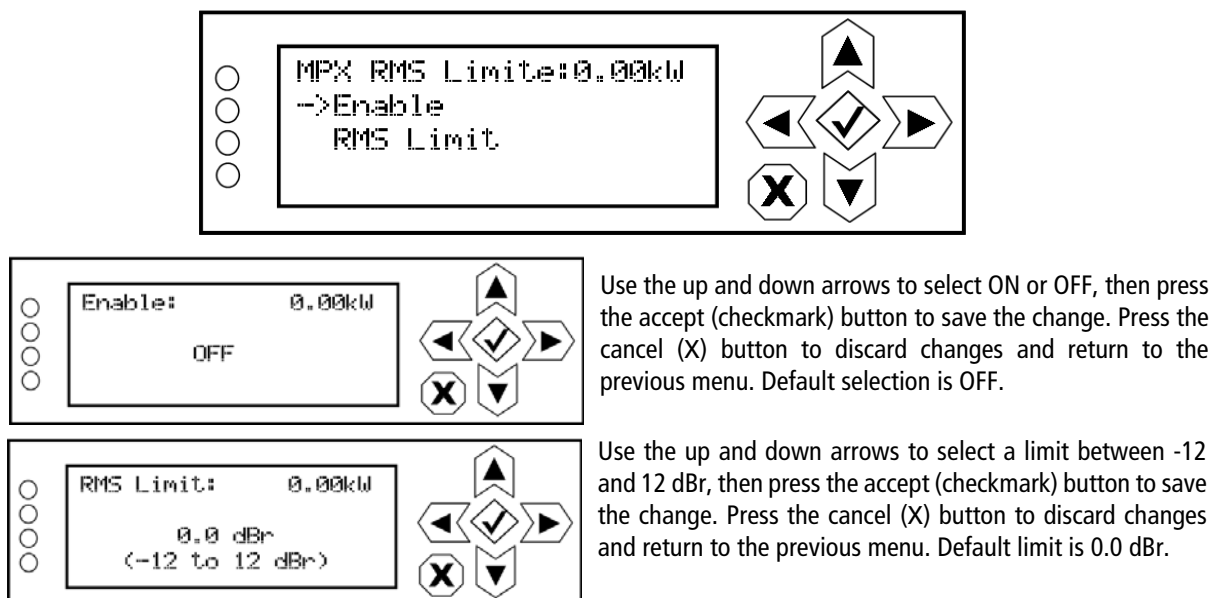 MPX RMS Limite:0.00kW
->Enable
RMS Limit
Enable: 0.00kW
OFF
Use the up and down arrows to select ON or OFF, then press
the accept (checkmark) button to save the change. Press the
cancel (X) button to discard changes and return to the
previous menu. Default selection is OFF.
RMS Limit: 0.00kW
0.0 dBr
(-12 to 12 dBr)
Use the up and down arrows to select a limit between -12
and 12 dBr, then press the accept (checkmark) button to save
the change. Press the cancel (X) button to discard changes
and return to the previous menu. Default limit is 0.0 dBr.